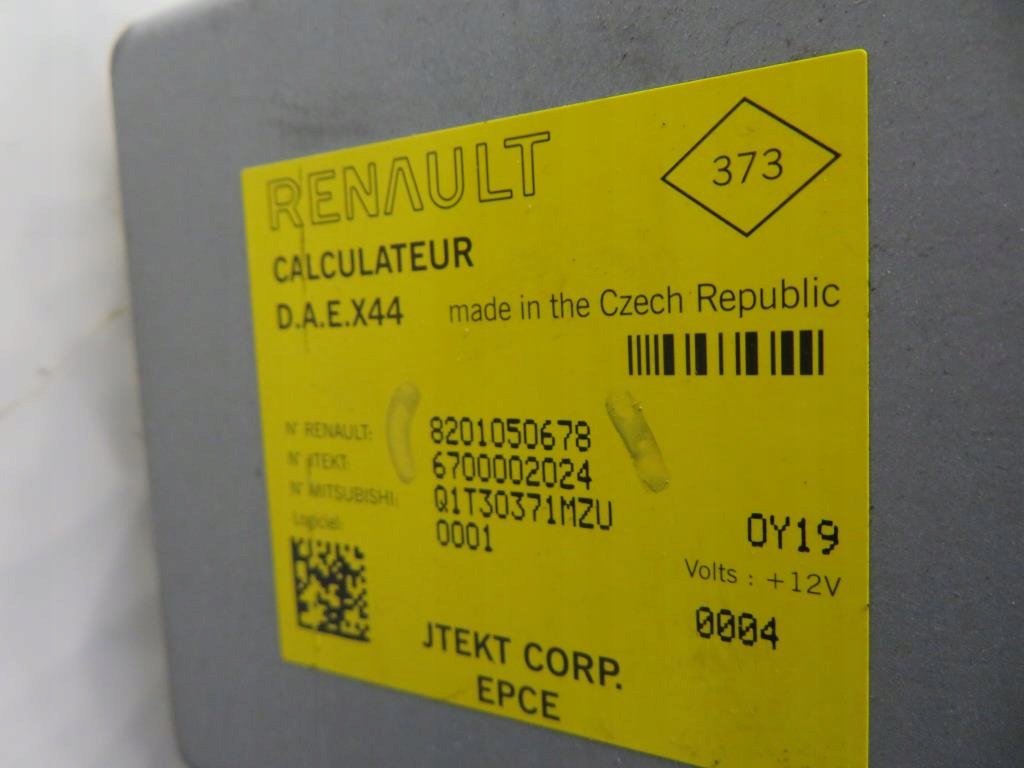 RENAULT
373
CALCULATEUR
D.A.E.X44 made in the Czech Republic
N° RENAULT: 8201050678
N° JTEKT: 6700002024
N° MITSUBISHI: Q1T30371MZU
Logiciel: 0001
0Y19
Volts : +12V
0004
JTEKT CORP.
EPCE